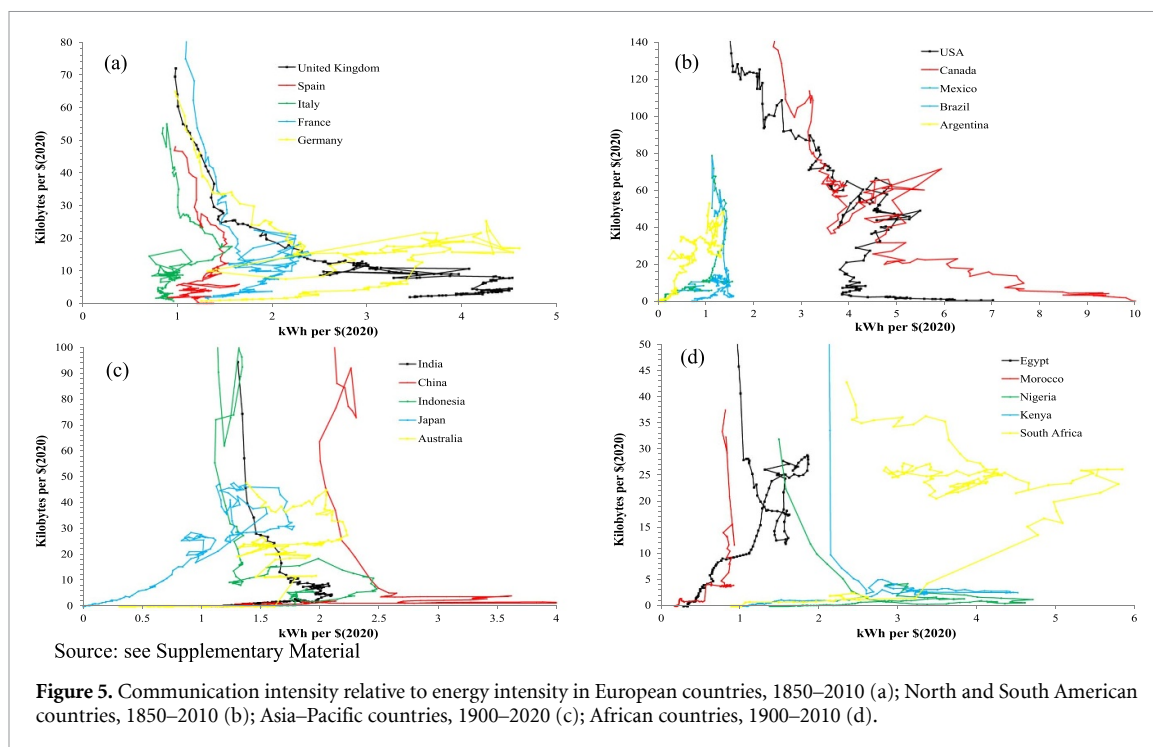 (a)
Kilobytes per $(2020)
80
70
60
50
40
30
20
10
0
United Kingdom
Spain
Italy
France
Germany
0 1 2 3 4 5
kWh per $(2020)
(b)
Kilobytes per $(2020)
140
120
100
80
60
40
20
0
USA
Canada
Mexico
Brazil
Argentina
0 1 2 3 4 5 6 7 8 9 10
kWh per $(2020)
(c)
Kilobytes per $(2020)
100
90
80
70
60
50
40
30
20
10
0
India
China
Indonesia
Japan
Australia
0 0.5 1 1.5 2 2.5 3 3.5 4
kWh per $(2020)
(d)
Kilobytes per $(2020)
50
45
40
35
30
25
20
15
10
5
0
Egypt
Morocco
Nigeria
Kenya
South Africa
0 1 2 3 4 5 6
kWh per $(2020)
Source: see Supplementary Material
Figure 5. Communication intensity relative to energy intensity in European countries, 1850–2010 (a); North and South American
countries, 1850–2010 (b); Asia–Pacific countries, 1900–2020 (c); African countries, 1900–2010 (d).